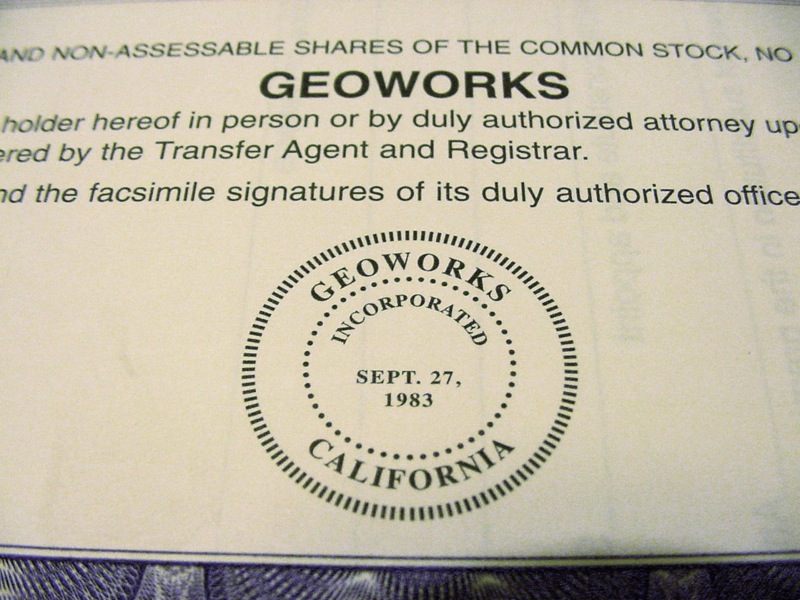 AND NON-ASSESSABLE SHARES OF THE COMMON STOCK, NO
GEOWORKS
holder hereof in person or by duly authorized attorney up
ered by the Transfer Agent and Registrar.
nd the facsimile signatures of its duly authorized office
GEOWORKS
INCORPORATED
SEPT. 27,
1983
CALIFORNIA